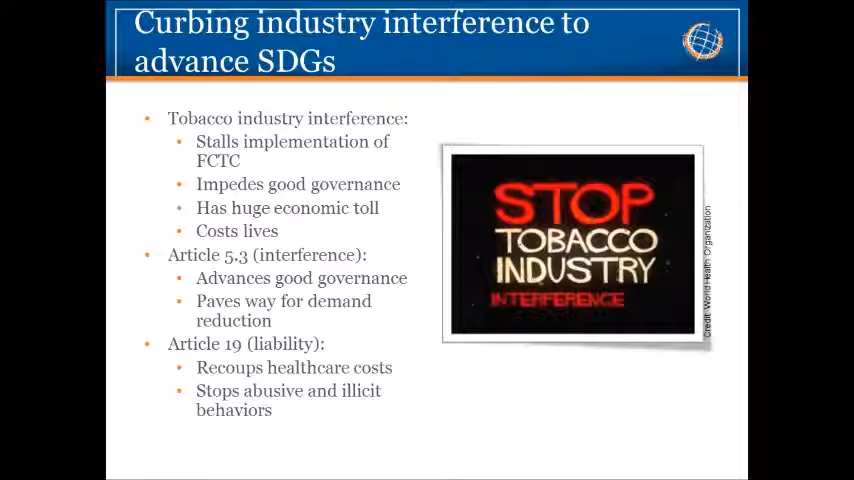 Curbing industry interference to
advance SDGs
• Tobacco industry interference:
• Stalls implementation of
FCTC
• Impedes good governance
• Has huge economic toll
• Costs lives
• Article 5.3 (interference):
• Advances good governance
• Paves way for demand
reduction
• Article 19 (liability):
• Recoups healthcare costs
• Stops abusive and illicit
behaviors
STOP
TOBACCO
INDUSTRY
INTERFERENCE
Credit: World Health Organization